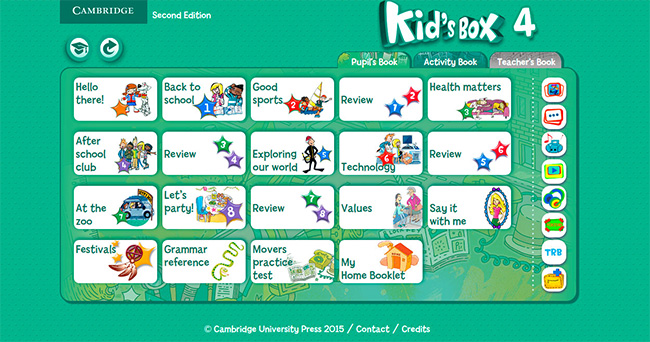 CAMBRIDGE
Second Edition
Kid's Box 4
Pupil's Book
Activity Book
Teacher's Book
Hello
there!
Back to
school
1
Good
sports
2
Review
1
2
Health matters
3
After
school
club
4
Review
3
4
Exploring
our world
5
Technology
6
Review
5
6
At the
zoo
7
Let's
party!
8
Review
7
8
Values
Say it
with me
Festivals
Grammar
reference
Movers
practice
test
My
Home Booklet
TRB
© Cambridge University Press 2015 / Contact / Credits